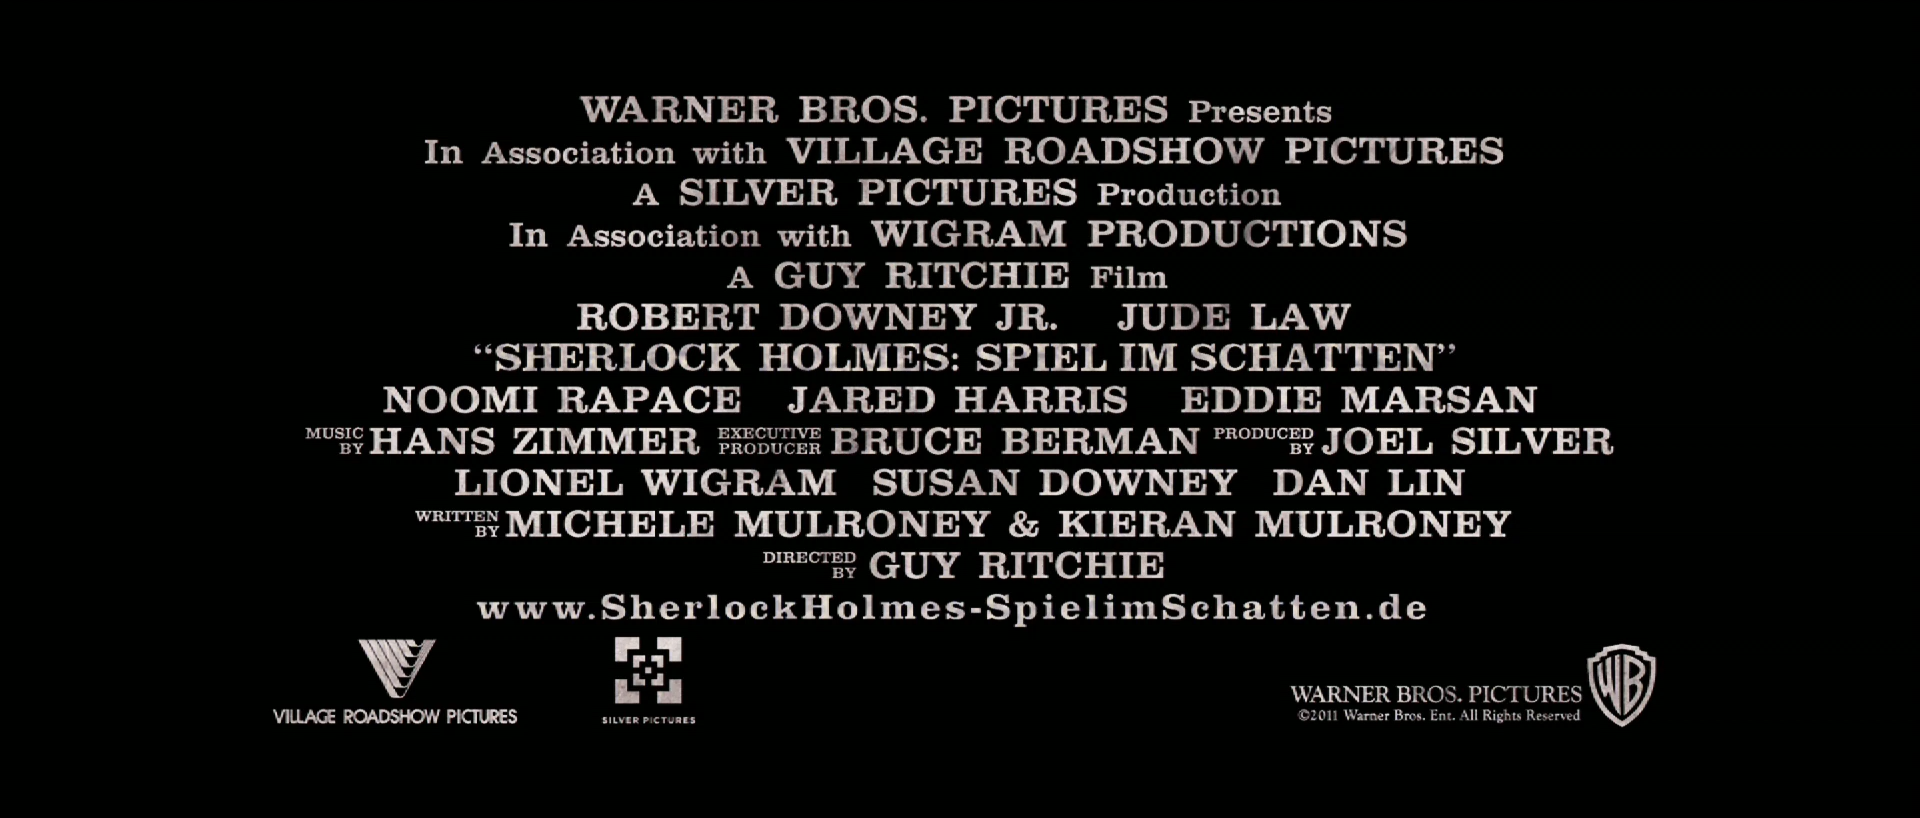 WARNER BROS. PICTURES Presents
In Association with VILLAGE ROADSHOW PICTURES
A SILVER PICTURES Production
In Association with WIGRAM PRODUCTIONS
A GUY RITCHIE Film
ROBERT DOWNEY JR. JUDE LAW
“SHERLOCK HOLMES: SPIEL IM SCHATTEN”
NOOMI RAPACE JARED HARRIS EDDIE MARSAN
MUSIC BY HANS ZIMMER EXECUTIVE PRODUCER BRUCE BERMAN PRODUCED BY JOEL SILVER
LIONEL WIGRAM SUSAN DOWNEY DAN LIN
WRITTEN BY MICHELE MULRONEY & KIERAN MULRONEY
DIRECTED BY GUY RITCHIE
www.SherlockHolmes-SpielimSchatten.de
VILLAGE ROADSHOW PICTURES
SILVER PICTURES
WARNER BROS. PICTURES
©2011 Warner Bros. Ent. All Rights Reserved
WB